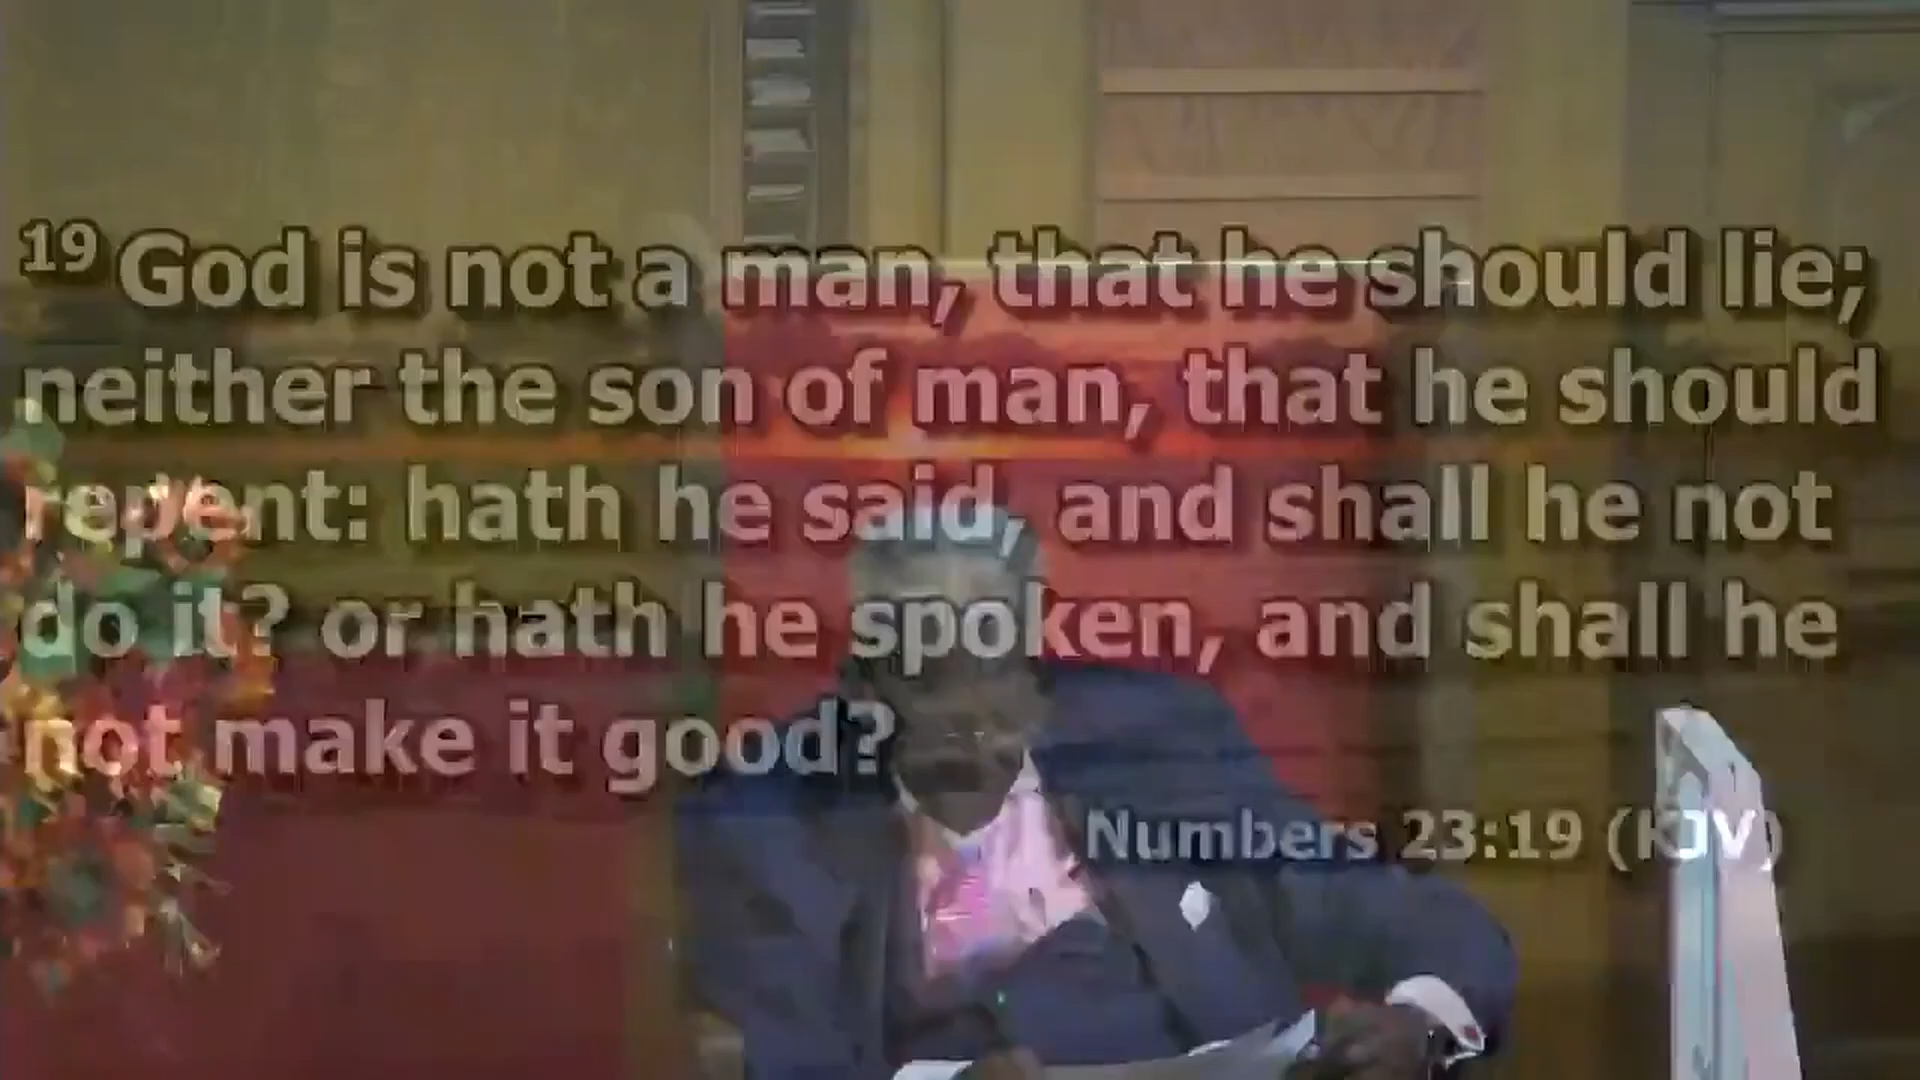 19 God is not a man, that he should lie;
neither the son of man, that he should
repent: hath he said, and shall he not
do it? or hath he spoken, and shall he
not make it good?
Numbers 23:19 (KJV)